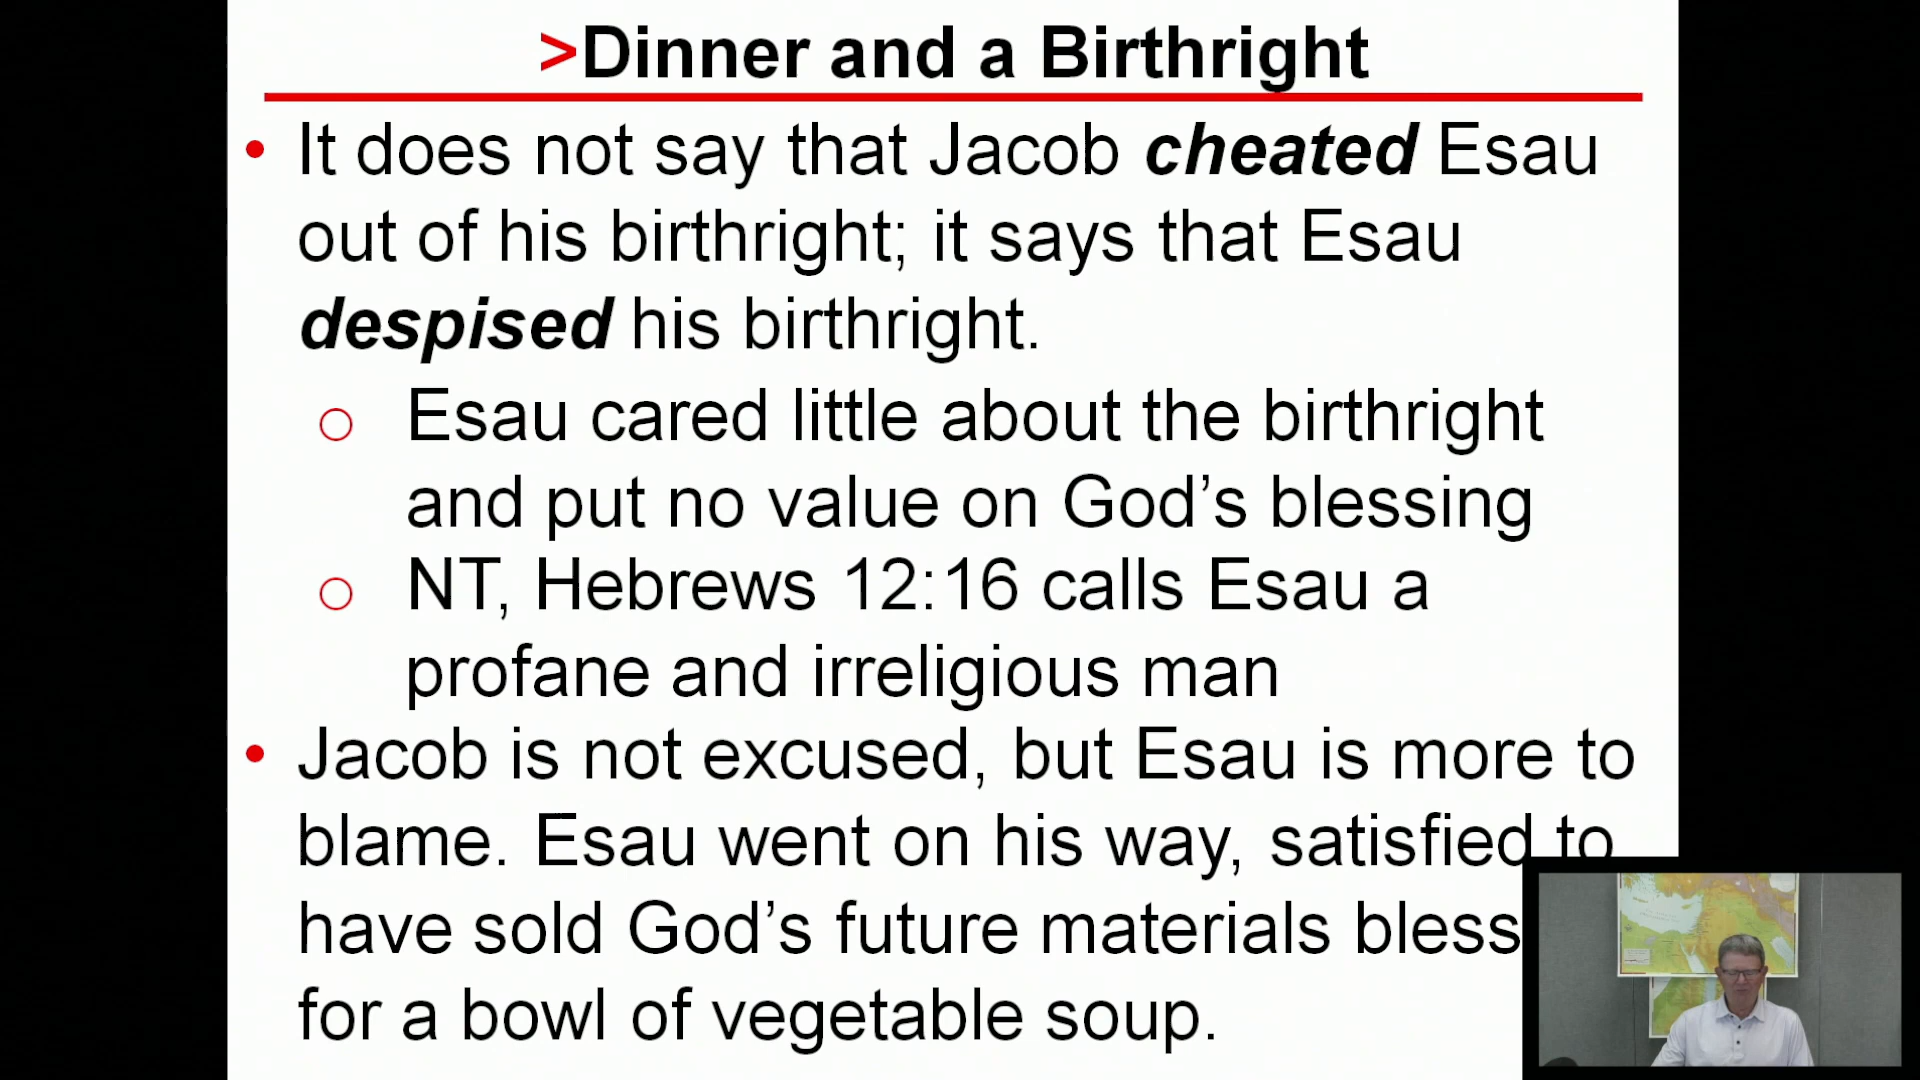 >Dinner and a Birthright
• It does not say that Jacob cheated Esau
out of his birthright; it says that Esau
despised his birthright.
o Esau cared little about the birthright
and put no value on God’s blessing
o NT, Hebrews 12:16 calls Esau a
profane and irreligious man
• Jacob is not excused, but Esau is more to
blame. Esau went on his way, satisfied to
have sold God’s future materials bless
for a bowl of vegetable soup.